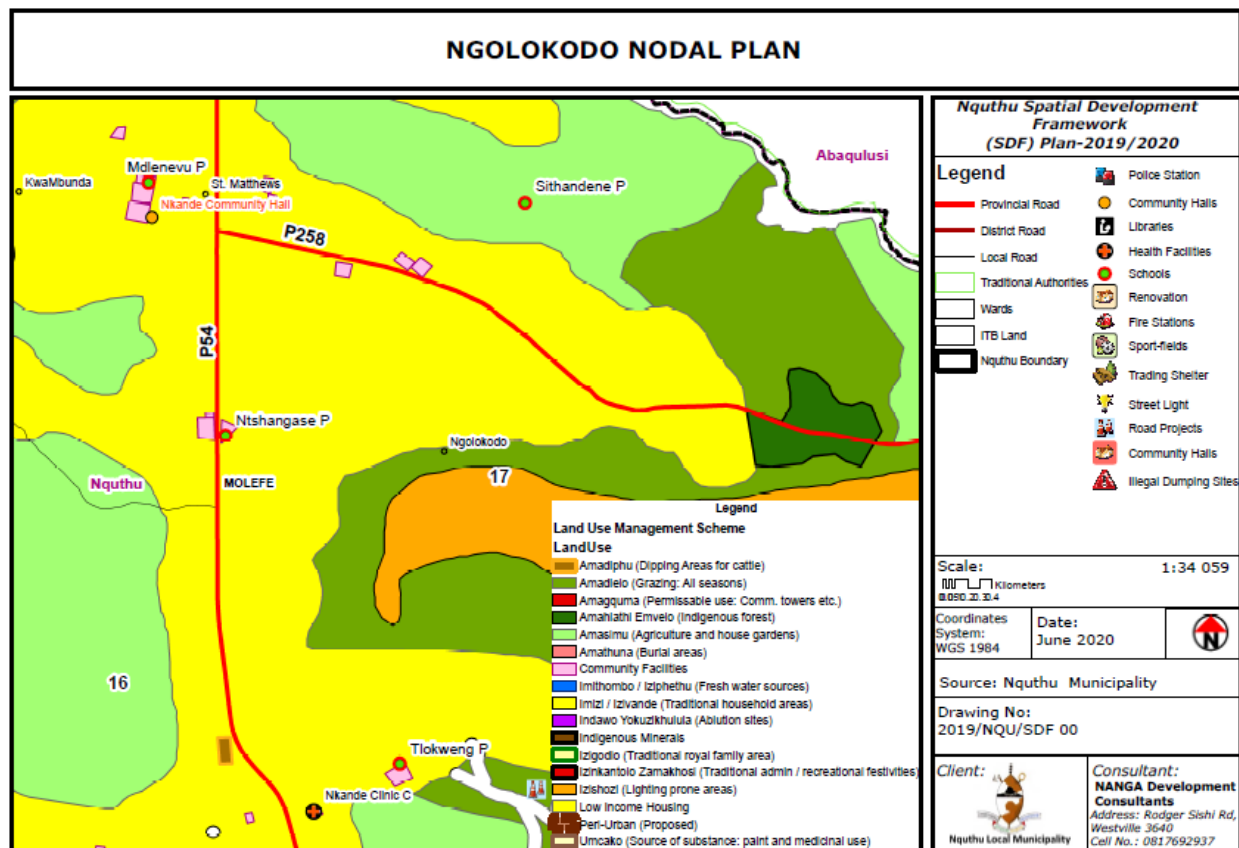 NGOLOKODO NODAL PLAN
Mdlenevu P
KwaMbunda
St. Matthews
Nkande Community Hall
P258
Sithandene P
Abaqulusi
P54
Ntshangase P
Ngolokodo
17
Nquthu
MOLEFE
16
Tlokweng P
Nkande Clinic C
Legend
Land Use Management Scheme
LandUse
Amadiphu (Dipping Areas for cattle)
Amadlelo (Grazing: All seasons)
Amagquma (Permissable use: Comm. towers etc.)
Amahlathi Emvelo (Indigenous forest)
Amasimu (Agriculture and house gardens)
Amathuna (Burial areas)
Community Facilities
Imithombo / Iziphethu (Fresh water sources)
Imizi / Izivande (Traditional household areas)
Indawo Yokuzikhulula (Ablution sites)
Indigenous Minerals
Izigodlo (Traditional royal family area)
Izinkantolo Zamakhosi (Traditional admin / recreational festivities)
Izishozi (Lighting prone areas)
Low Income Housing
Peri-Urban (Proposed)
Umcako (Source of substance: paint and medicinal use)
Nquthu Spatial Development
Framework
(SDF) Plan-2019/2020
Legend
Provincial Road
District Road
Local Road
Traditional Authorities
Wards
ITB Land
Nquthu Boundary
Police Station
Community Halls
Libraries
Health Facilities
Schools
Renovation
Fire Stations
Sport-fields
Trading Shelter
Street Light
Road Projects
Community Halls
Illegal Dumping Sites
Scale: 1:34 059
Kilometers
Coordinates
System:
WGS 1984
Date:
June 2020
N
Source: Nquthu Municipality
Drawing No:
2019/NQU/SDF 00
Client:
Nquthu Local Municipality
Consultant:
NANGA Development
Consultants
Address: Rodger Sishi Rd,
Westville 3640
Cell No.: 0817692937